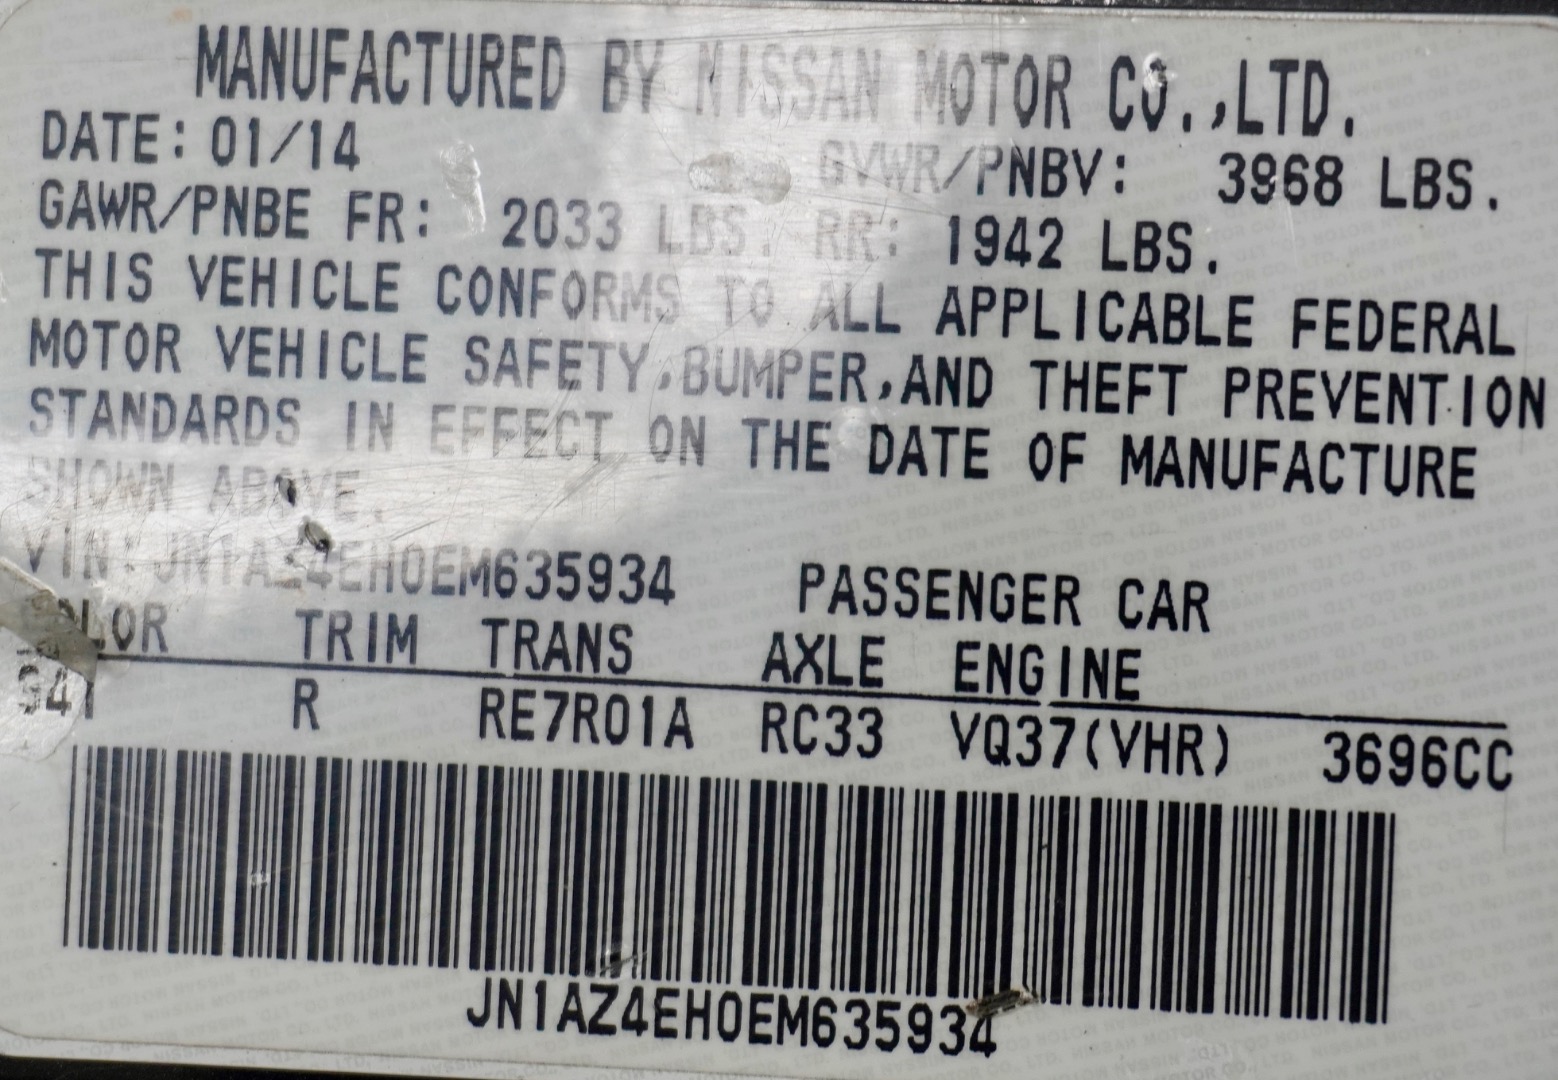 MANUFACTURED BY NISSAN MOTOR CO.,LTD.
DATE: 01/14 GVWR/PNBV: 3968 LBS.
GAWR/PNBE FR: 2033 LBS. RR: 1942 LBS.
THIS VEHICLE CONFORMS TO ALL APPLICABLE FEDERAL
MOTOR VEHICLE SAFETY,BUMPER,AND THEFT PREVENTION
STANDARDS IN EFFECT ON THE DATE OF MANUFACTURE
SHOWN ABOVE.
VIN: JN1AZ4EH0EM635934 PASSENGER CAR
COLOR TRIM TRANS AXLE ENGINE
R RE7R01A RC33 VQ37(VHR) 3696CC
JN1AZ4EH0EM635934